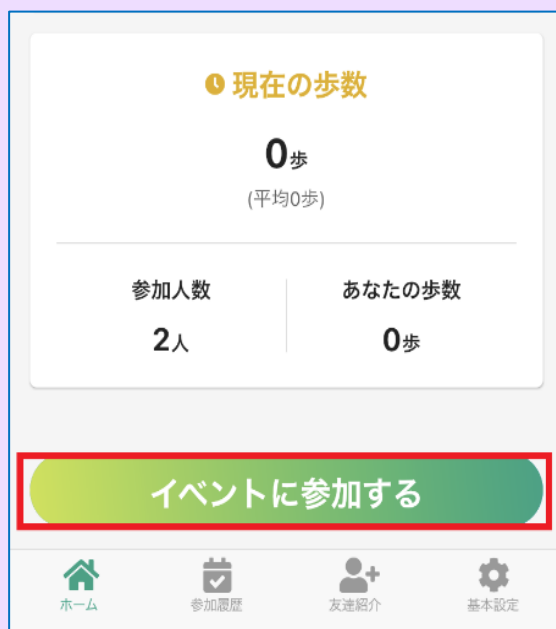 現在の歩数
0歩
(平均0歩)
参加人数
あなたの歩数
2人
0歩
イベントに参加する
ホーム
参加履歴
友達紹介
基本設定